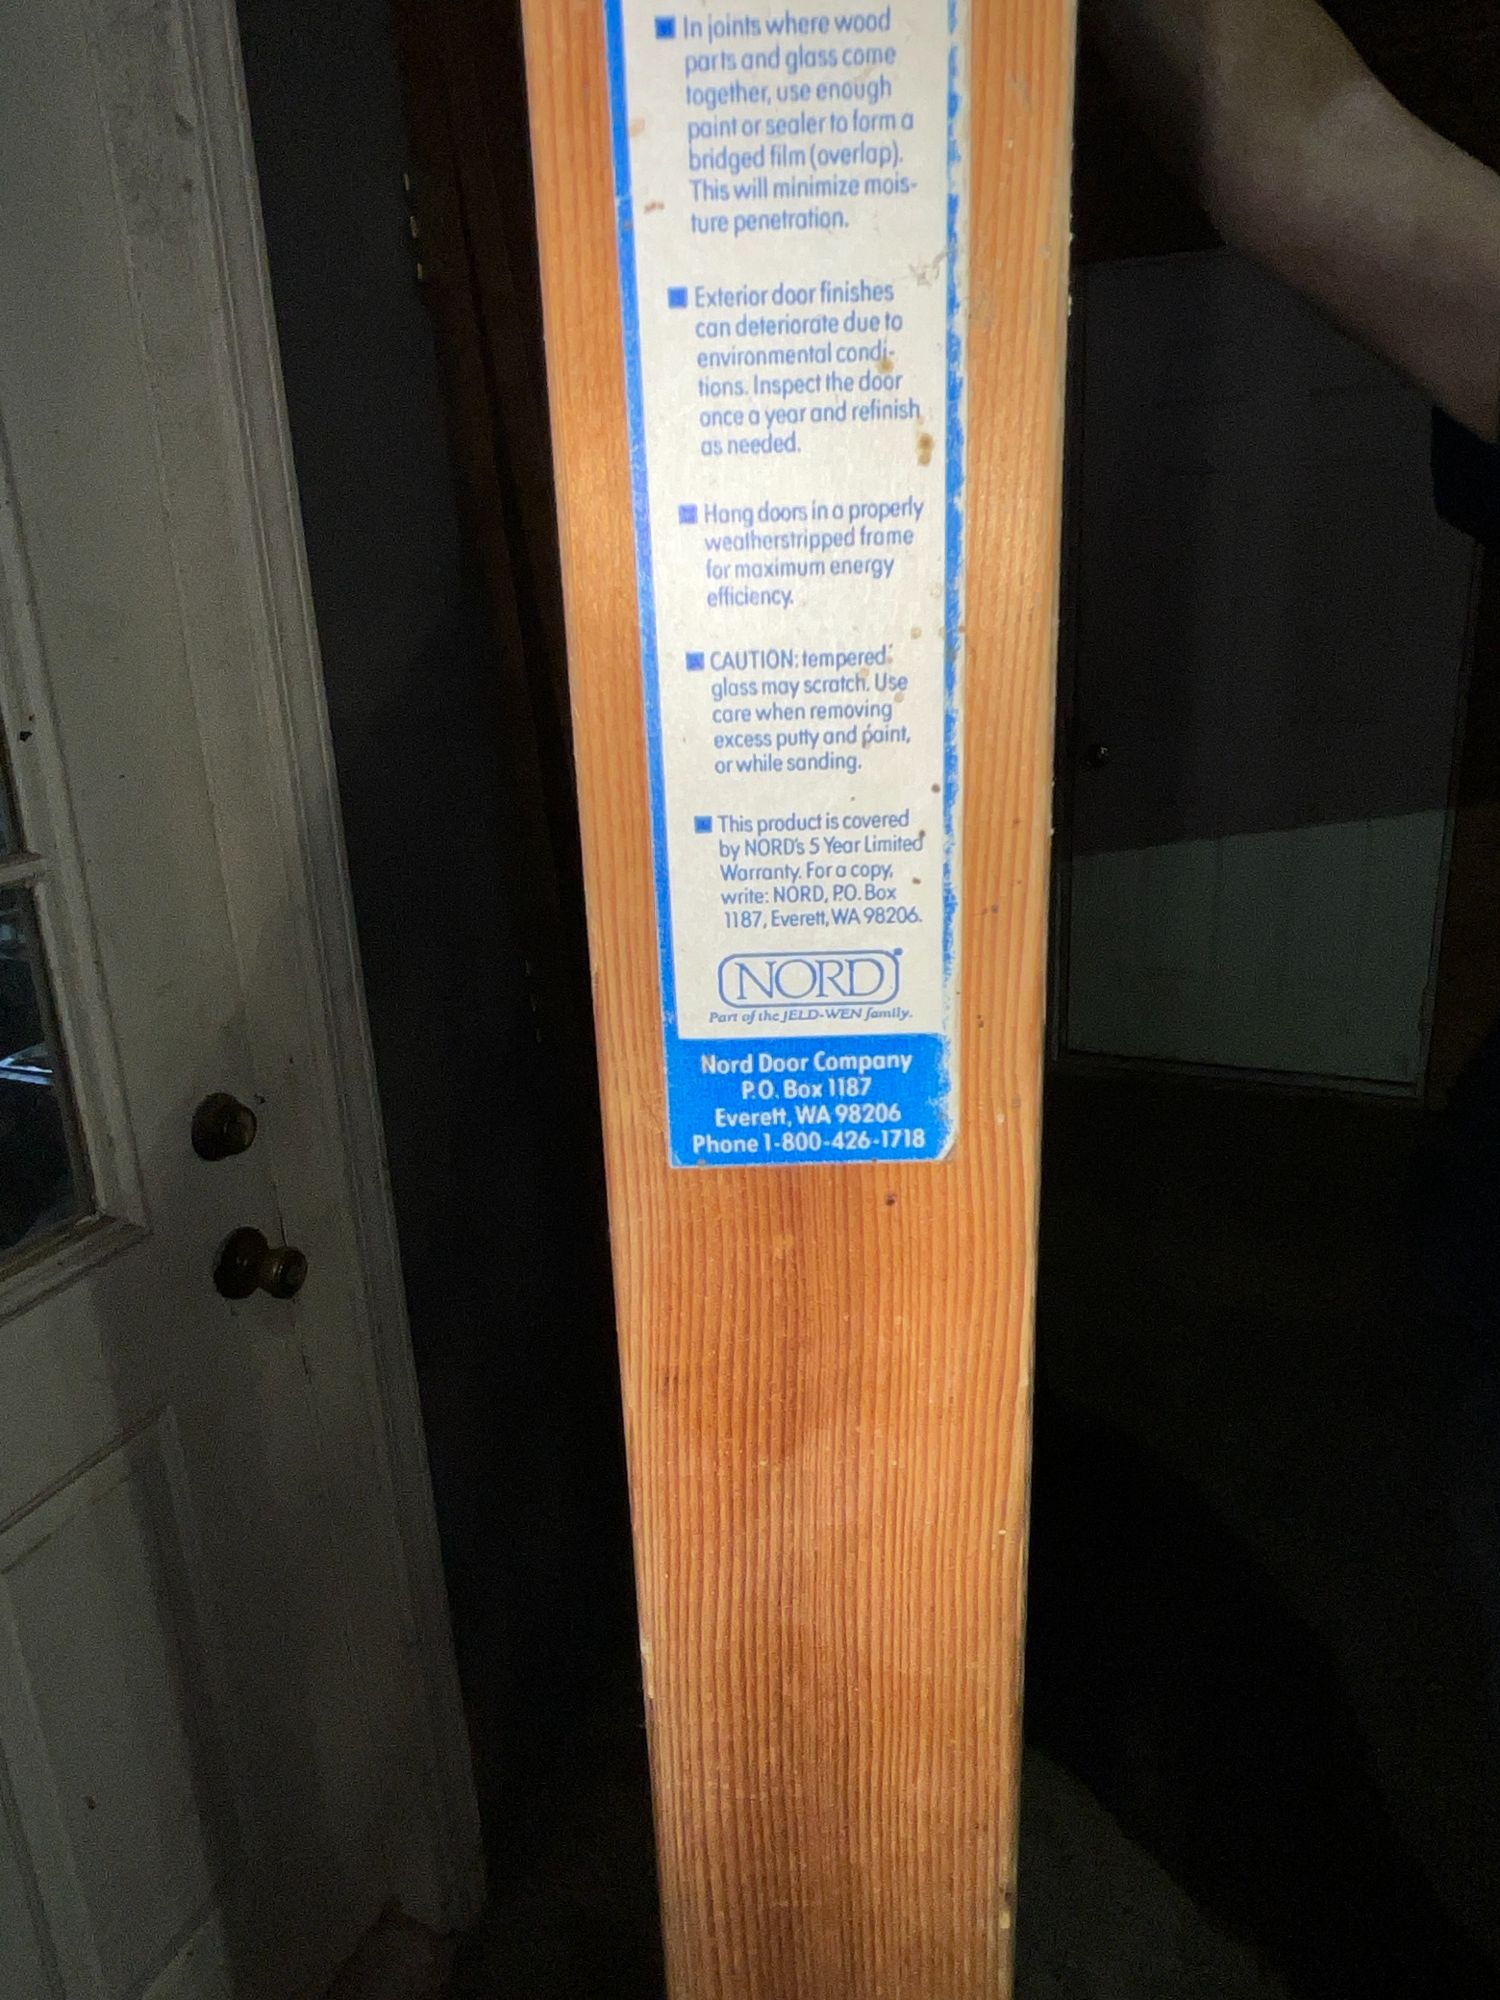 In joints where wood
parts and glass come
together, use enough
paint or sealer to form a
bridged film (overlap).
This will minimize mois-
ture penetration.
Exterior door finishes
can deteriorate due to
environmental condi-
tions. Inspect the door
once a year and refinish
as needed.
Hang doors in a properly
weatherstripped frame
for maximum energy
efficiency.
CAUTION: tempered
glass may scratch. Use
care when removing
excess putty and paint,
or while sanding.
This product is covered
by NORD's 5 Year Limited
Warranty. For a copy,
write: NORD, P.O. Box
1187, Everett, WA 98206.
NORD
Part of the JELD-WEN family.
Nord Door Company
P.O. Box 1187
Everett, WA 98206
Phone 1-800-426-1718